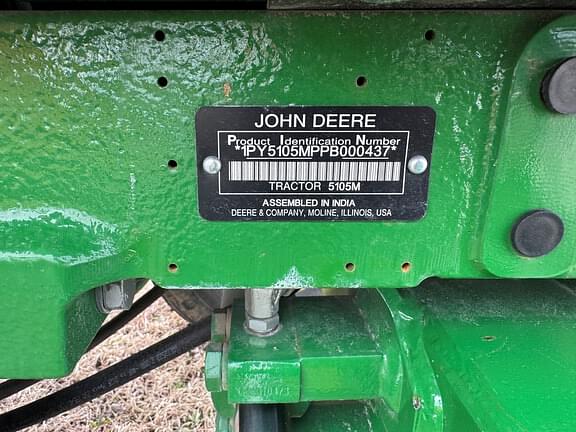 JOHN DEERE
Product Identification Number
*1PY5105MPPB000437*
TRACTOR 5105M
ASSEMBLED IN INDIA
DEERE & COMPANY, MOLINE, ILLINOIS, USA